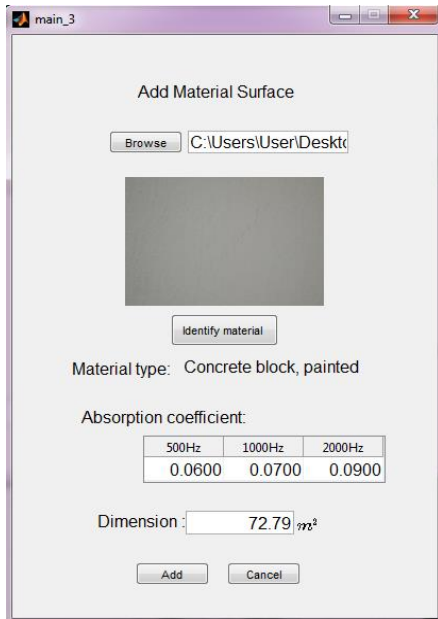 main_3
Add Material Surface
Browse C:\Users\User\Deskto
Identify material
Material type: Concrete block, painted
Absorption coefficient:
500Hz 1000Hz 2000Hz
0.0600 0.0700 0.0900
Dimension : 72.79 m²
Add Cancel